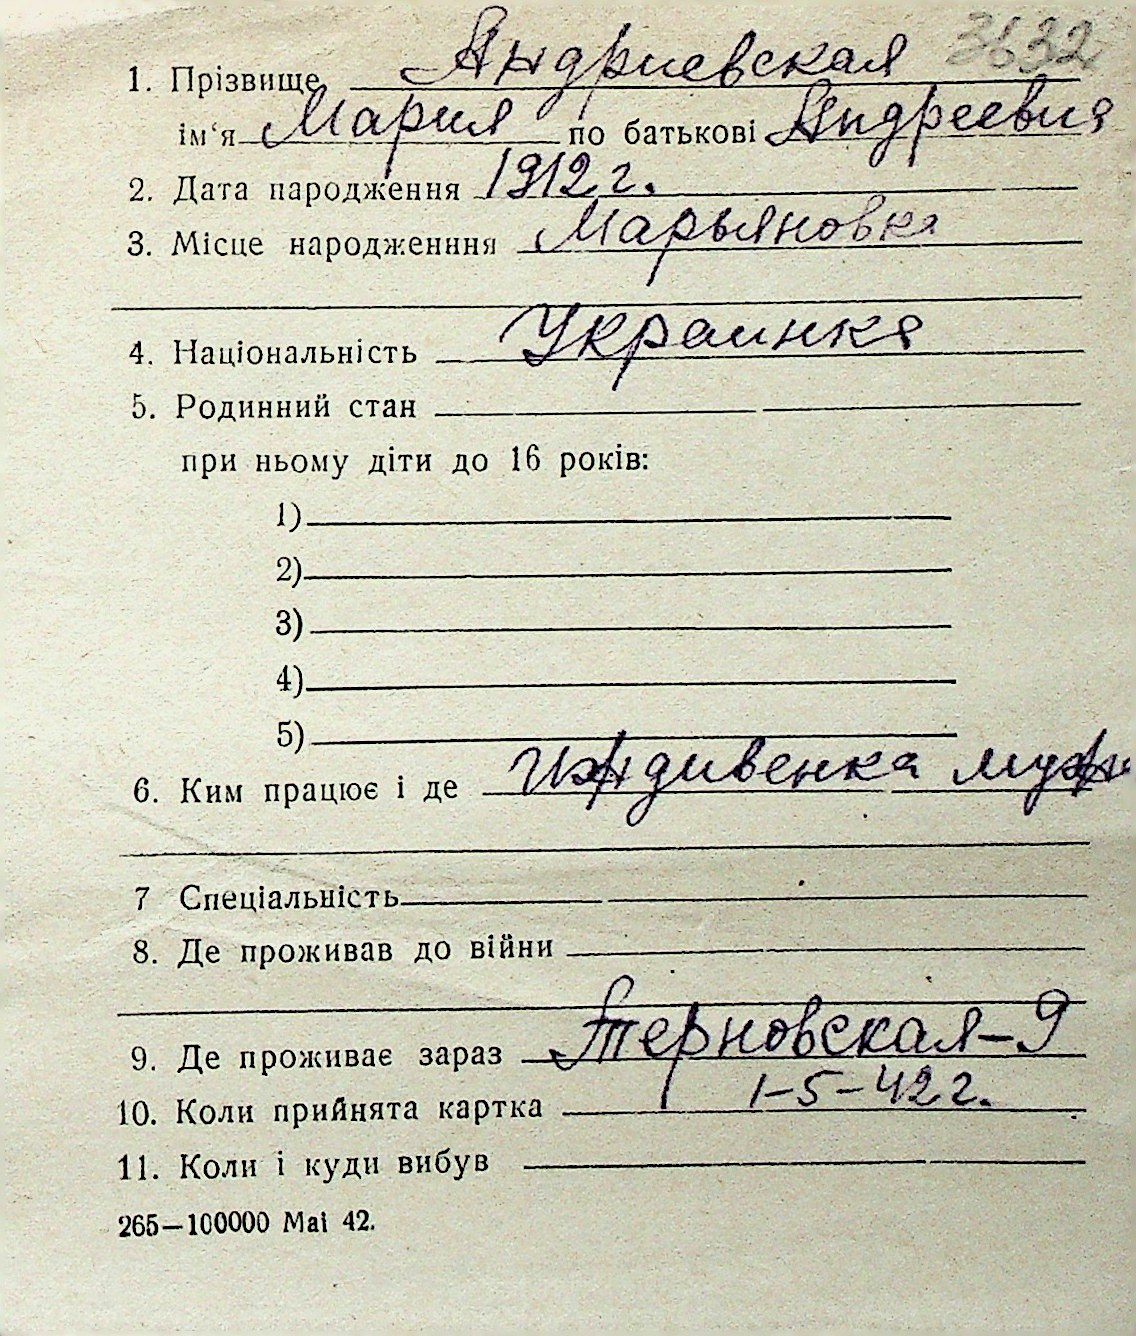 3632
1. Прізвище Андриевская
ім‘я Мария по батькові Андреевна
2. Дата народження 1912 г.
3. Місце народженння Марьяновка
4. Національність Украинка
5. Родинний стан
при ньому діти до 16 років:
1)
2)
3)
4)
5)
6. Ким працює і де Иждивенка мужа
7 Спеціальність
8. Де проживав до війни
9. Де проживає зараз Терновская-9
10. Коли прийнята картка 1-5-42 г.
11. Коли і куди вибув
265—100000 Mai 42.